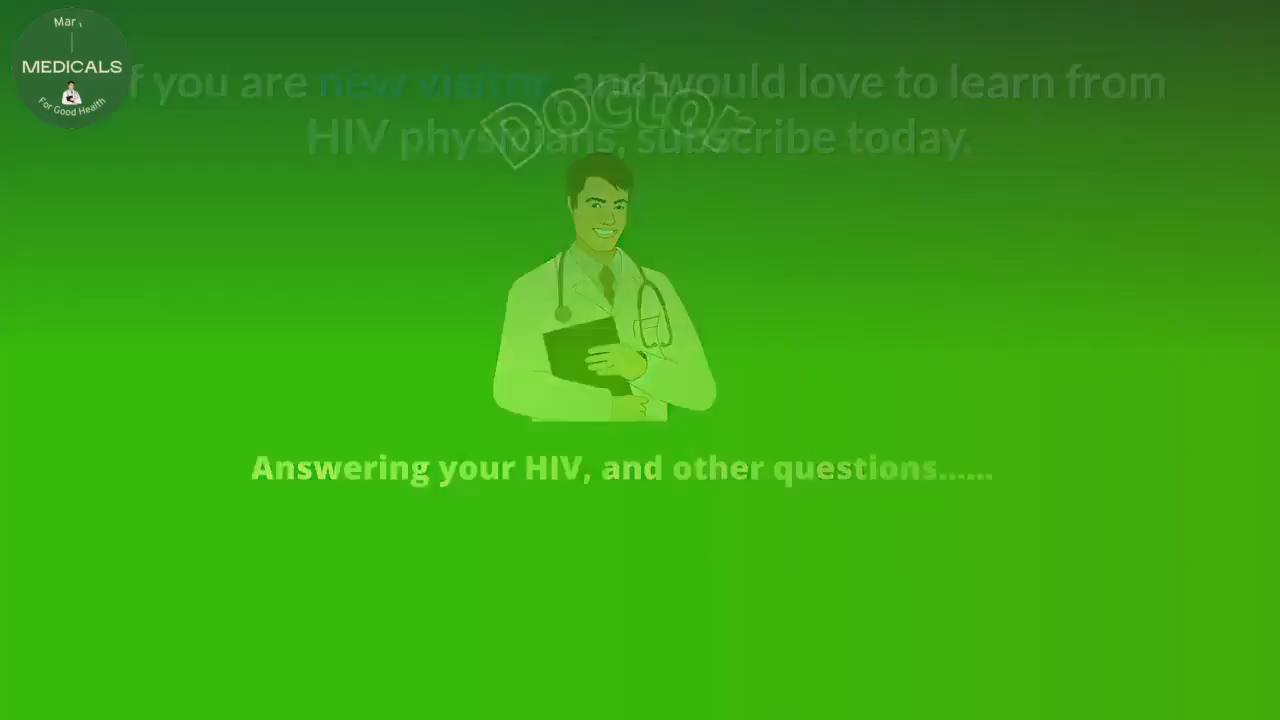 Mar
MEDICALS
For Good Health
f you are new visitor, and would love to learn from
HIV physicians, subscribe today.
Doctor
Answering your HIV, and other questions......